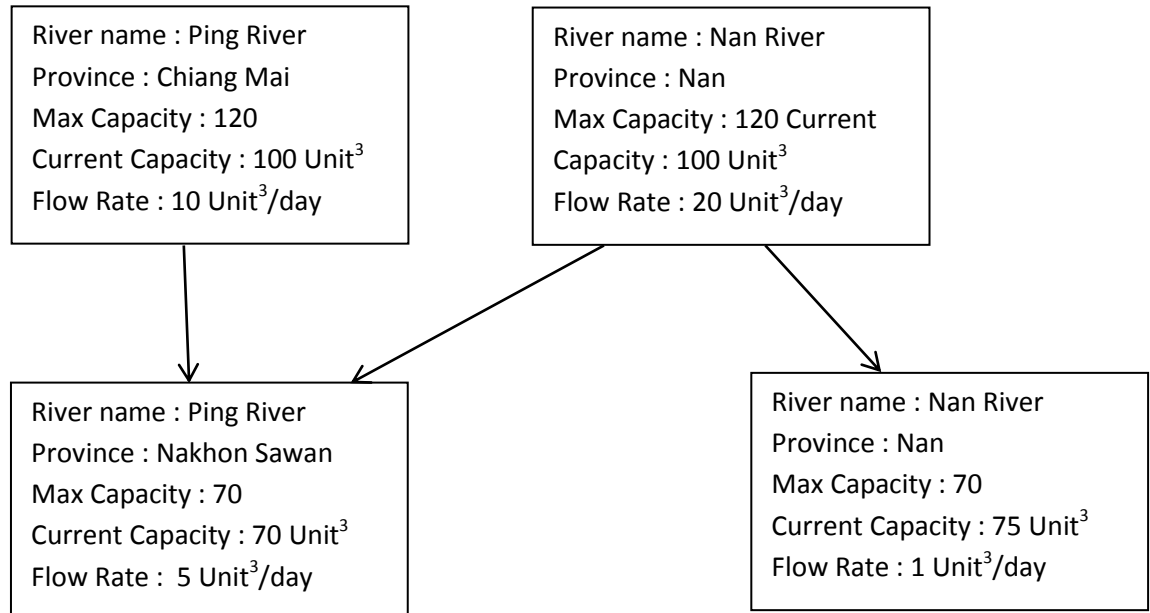 River name : Ping River
Province : Chiang Mai
Max Capacity : 120
Current Capacity : 100 Unit³
Flow Rate : 10 Unit³/day
River name : Nan River
Province : Nan
Max Capacity : 120 Current
Capacity : 100 Unit³
Flow Rate : 20 Unit³/day
River name : Ping River
Province : Nakhon Sawan
Max Capacity : 70
Current Capacity : 70 Unit³
Flow Rate :  5 Unit³/day
River name : Nan River
Province : Nan
Max Capacity : 70
Current Capacity : 75 Unit³
Flow Rate : 1 Unit³/day